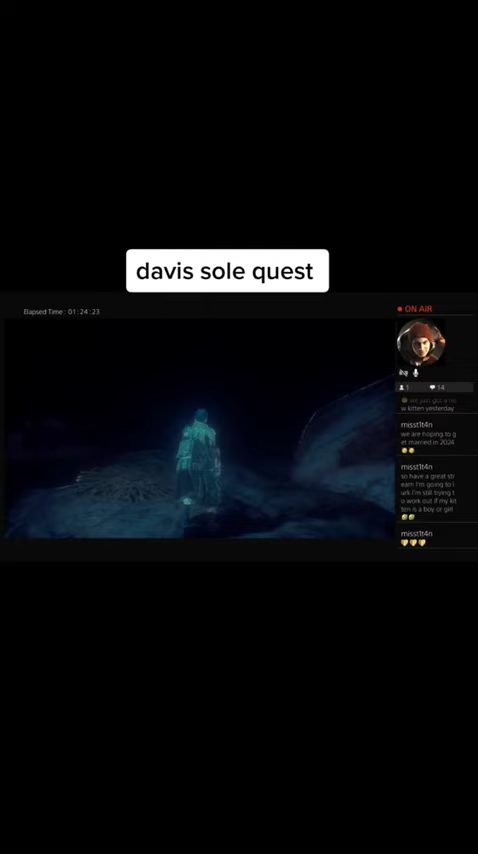 davis sole quest
Elapsed Time : 01:24:23
ON AIR
1
14
we just got a new
w kitten yesterday
misst1t4n
we are hoping to g
et married in 2024
misst1t4n
so have a great str
eam I'm going to l
urk I'm still trying t
o work out if my kit
ten is a boy or girl
misst1t4n